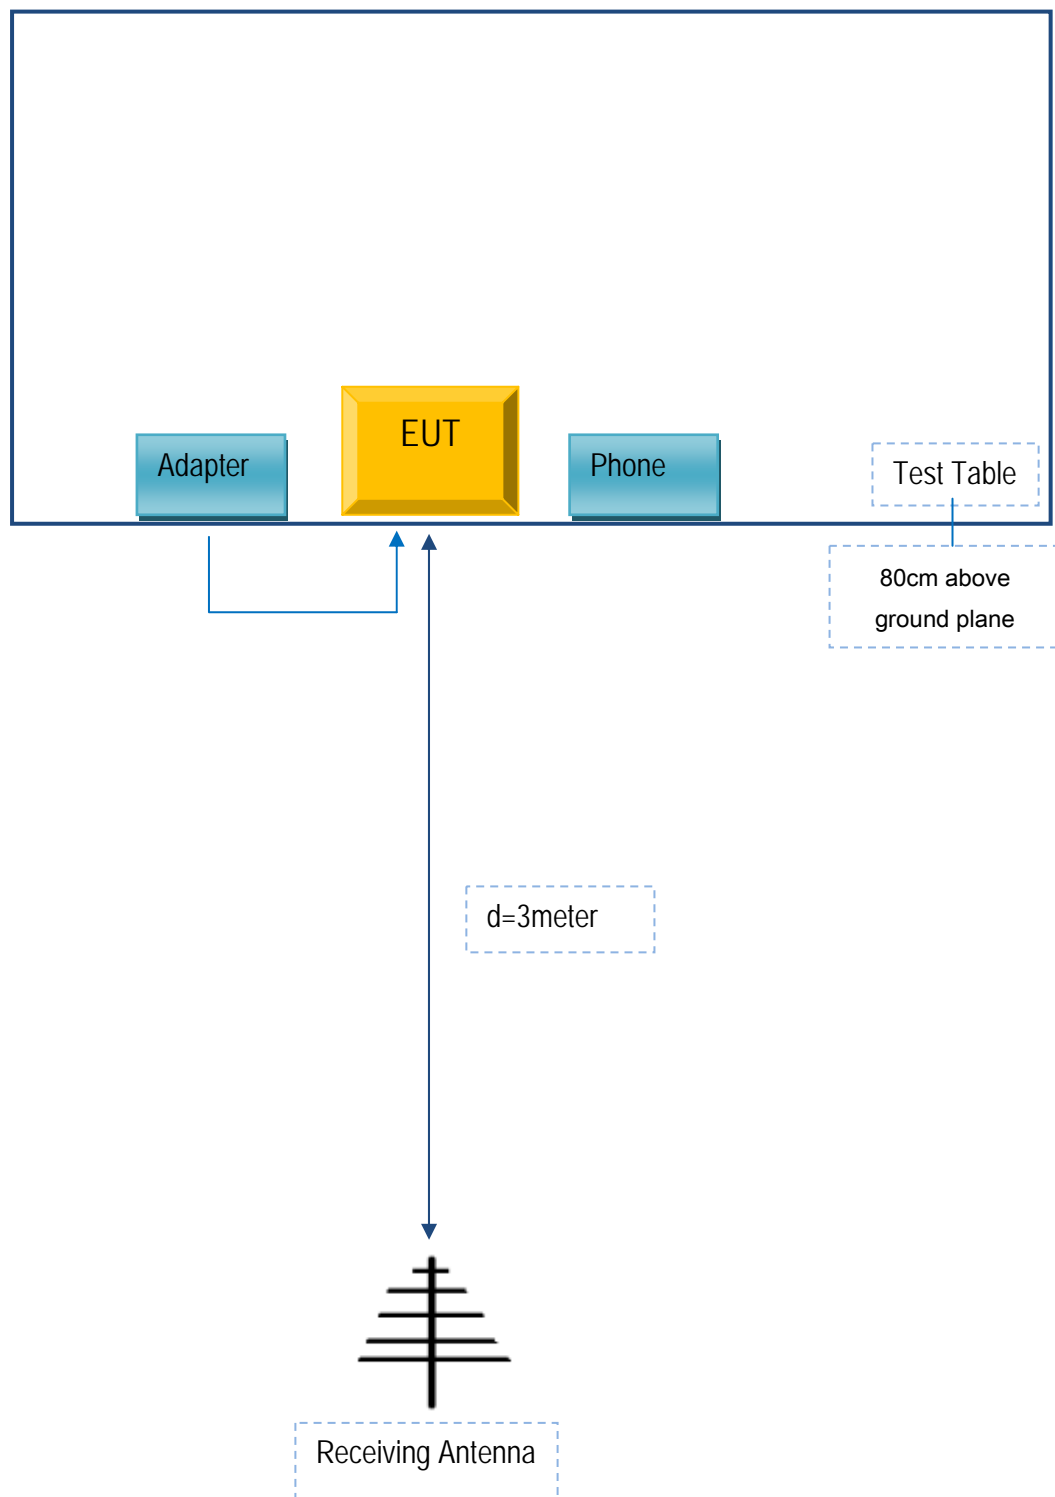 EUT
Adapter
Phone
Test Table
80cm above
ground plane
d=3meter
Receiving Antenna